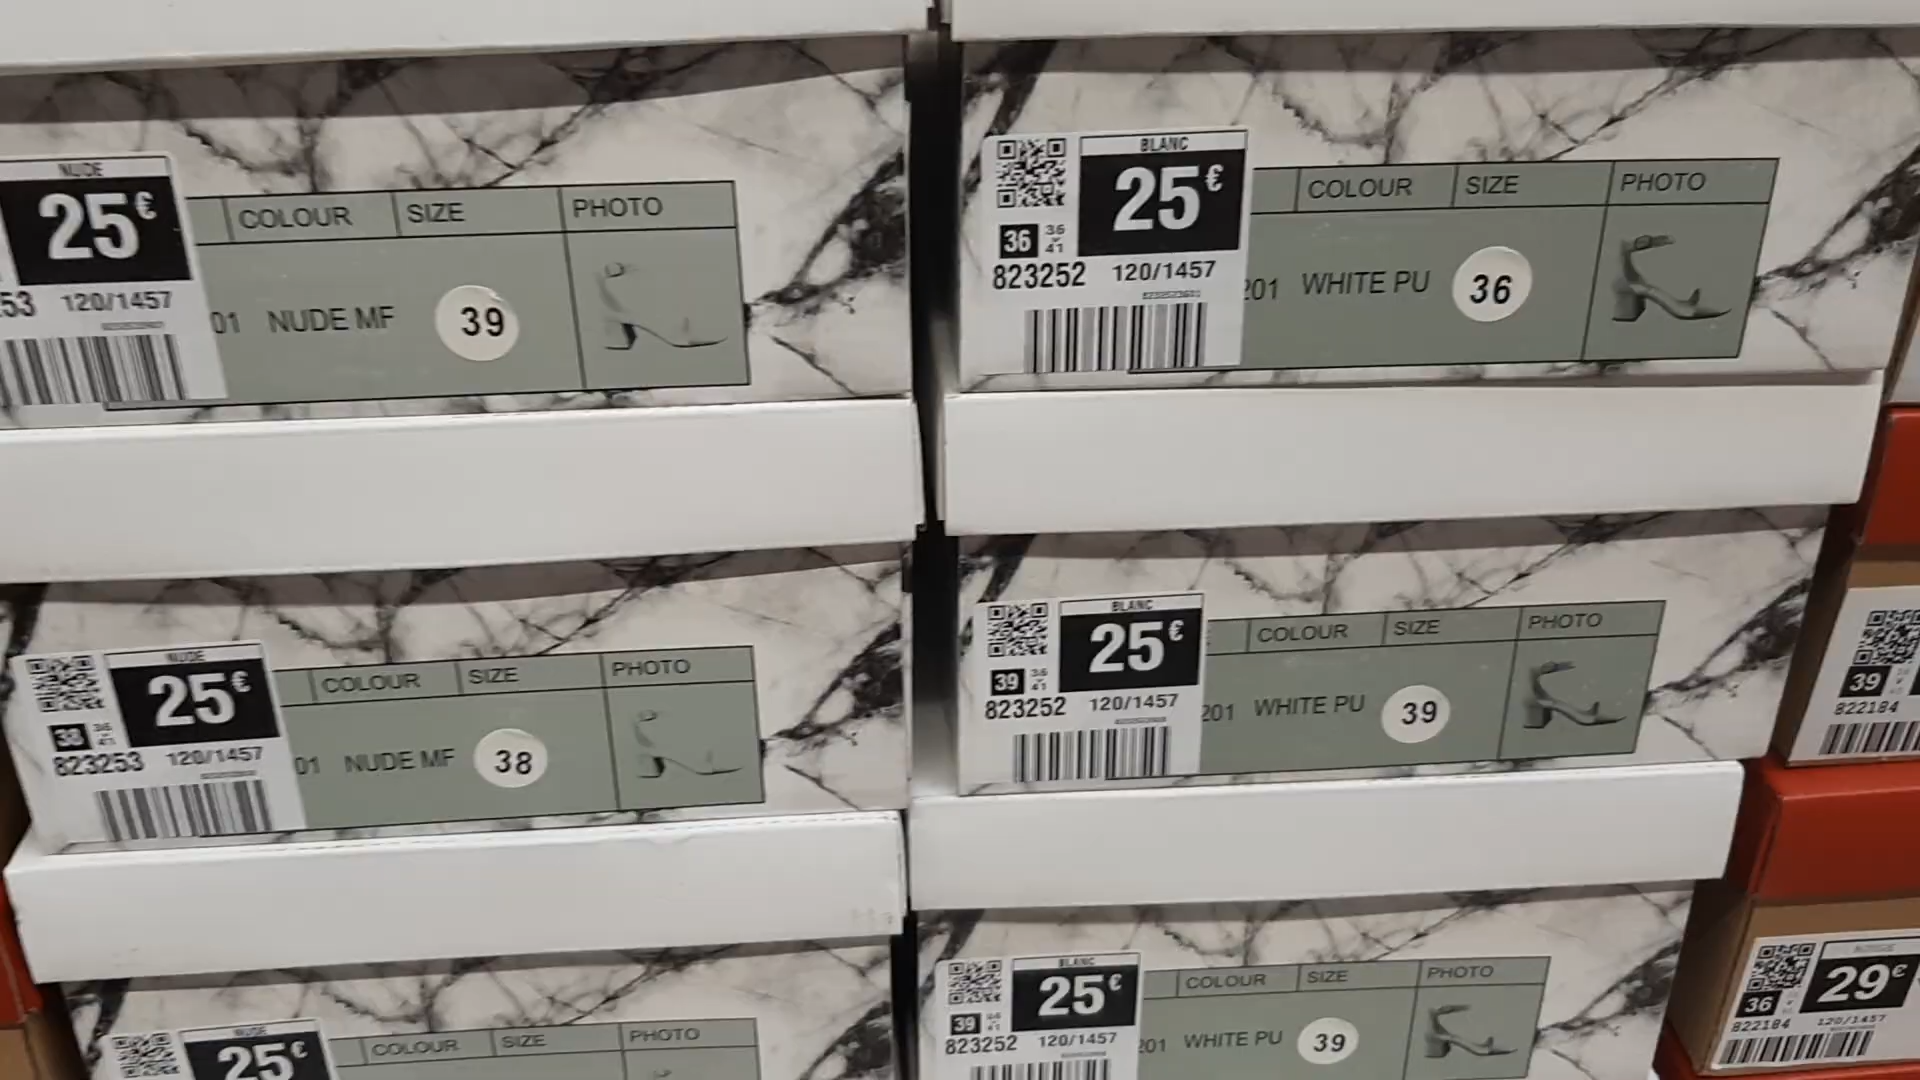 NUDE
25€
53 120/1457
COLOUR SIZE PHOTO
01 NUDE MF 39
BLANC
25€
36 36
41
823252 120/1457
COLOUR SIZE PHOTO
201 WHITE PU 36
NUDE
25€
38 36
41
823253 120/1457
COLOUR SIZE PHOTO
01 NUDE MF 38
BLANC
25€
39 36
41
823252 120/1457
COLOUR SIZE PHOTO
201 WHITE PU 39
39
822184
NUDE
25€
COLOUR SIZE PHOTO
BLANC
25€
39
823252 120/1457
COLOUR SIZE PHOTO
201 WHITE PU 39
29€
36
822184 120/1457